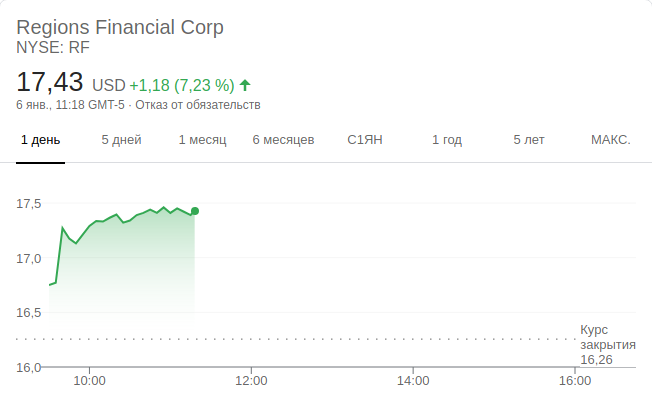 Regions Financial Corp
NYSE: RF
17,43 USD +1,18 (7,23 %)
6 янв., 11:18 GMT-5 · Отказ от обязательств
1 день 5 дней 1 месяц 6 месяцев С1ЯН 1 год 5 лет МАКС.
17,5
17,0
16,5
Курс
закрытия
16,26
16,0
10:00 12:00 14:00 16:00